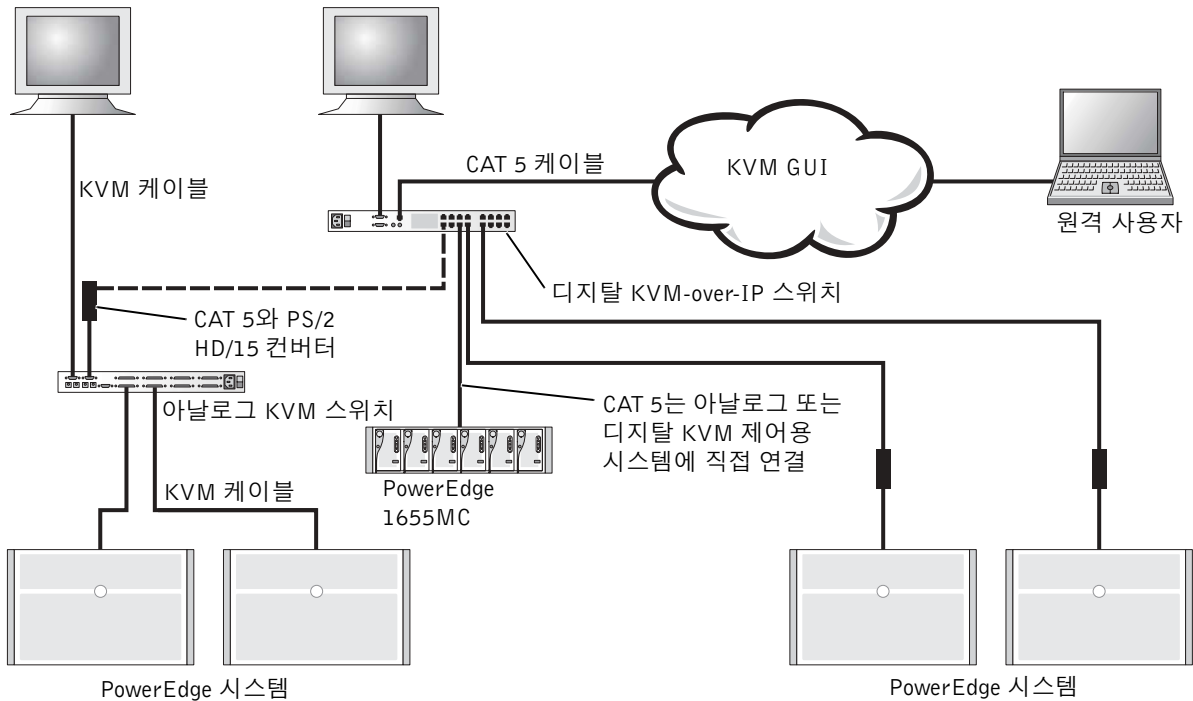 KVM 케이블
CAT 5 케이블
KVM GUI
원격 사용자
디지탈 KVM-over-IP 스위치
CAT 5와 PS/2
HD/15 컨버터
아날로그 KVM 스위치
CAT 5는 아날로그 또는
디지탈 KVM 제어용
시스템에 직접 연결
KVM 케이블
PowerEdge
1655MC
PowerEdge 시스템
PowerEdge 시스템